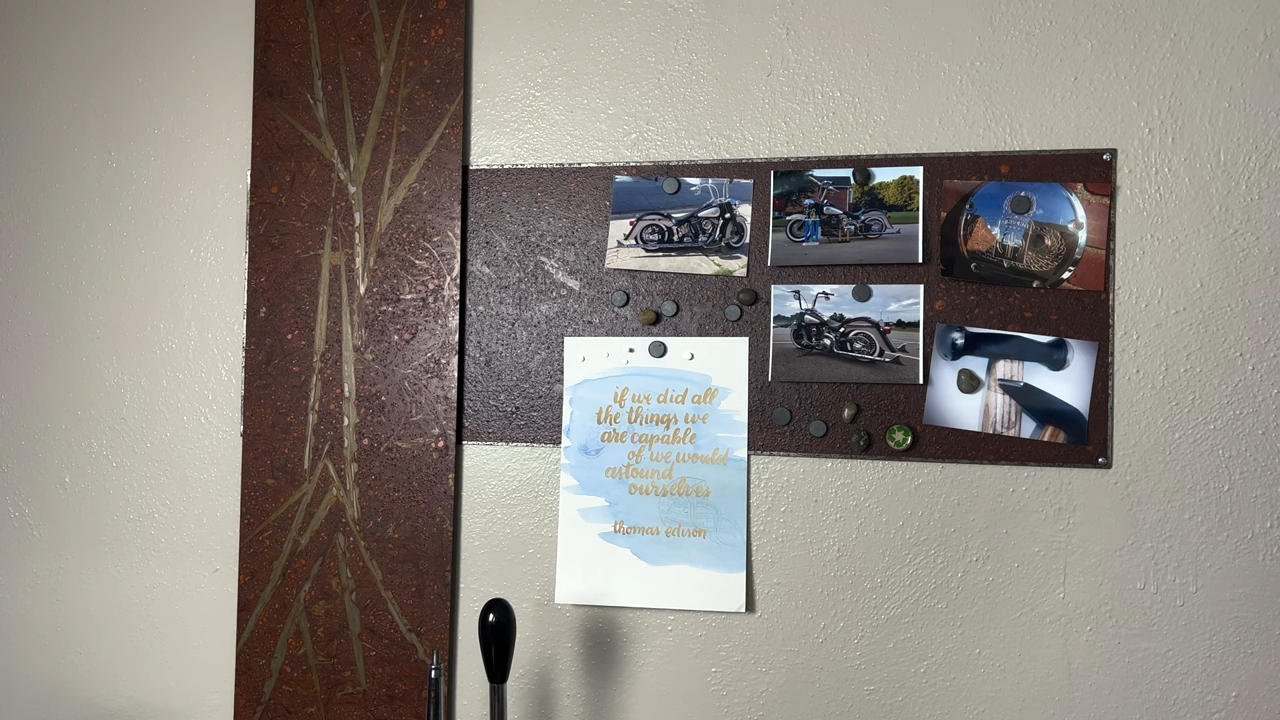 if we did all
the things we
are capable
of we would
astound
ourselves
thomas edison